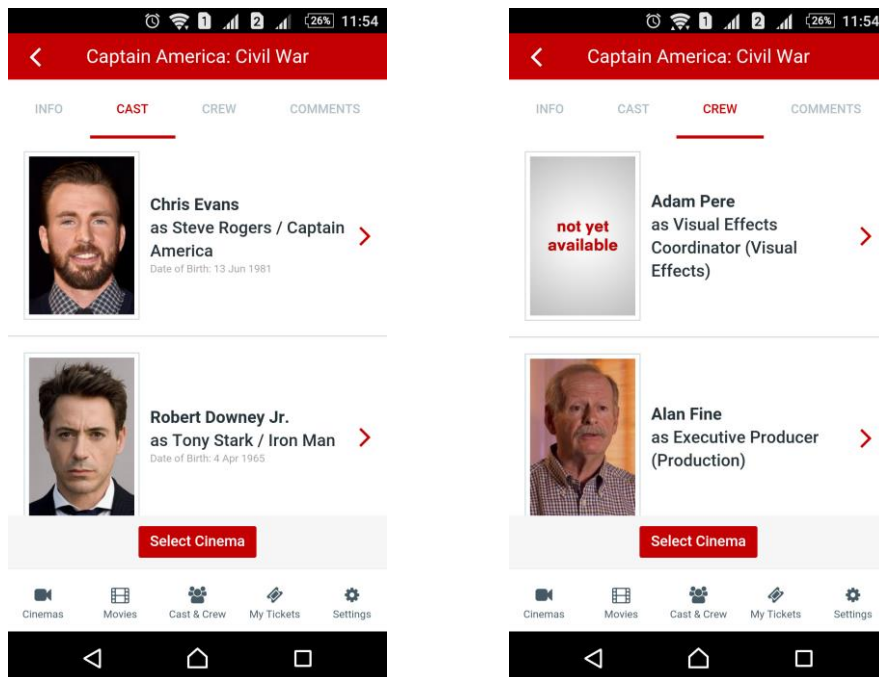 1 2 26% 11:54
Captain America: Civil War
INFO CAST CREW COMMENTS
Chris Evans
as Steve Rogers / Captain
America
Date of Birth: 13 Jun 1981
Robert Downey Jr.
as Tony Stark / Iron Man
Date of Birth: 4 Apr 1965
Select Cinema
Cinemas Movies Cast & Crew My Tickets Settings
1 2 26% 11:54
Captain America: Civil War
INFO CAST CREW COMMENTS
not yet
available
Adam Pere
as Visual Effects
Coordinator (Visual
Effects)
Alan Fine
as Executive Producer
(Production)
Select Cinema
Cinemas Movies Cast & Crew My Tickets Settings